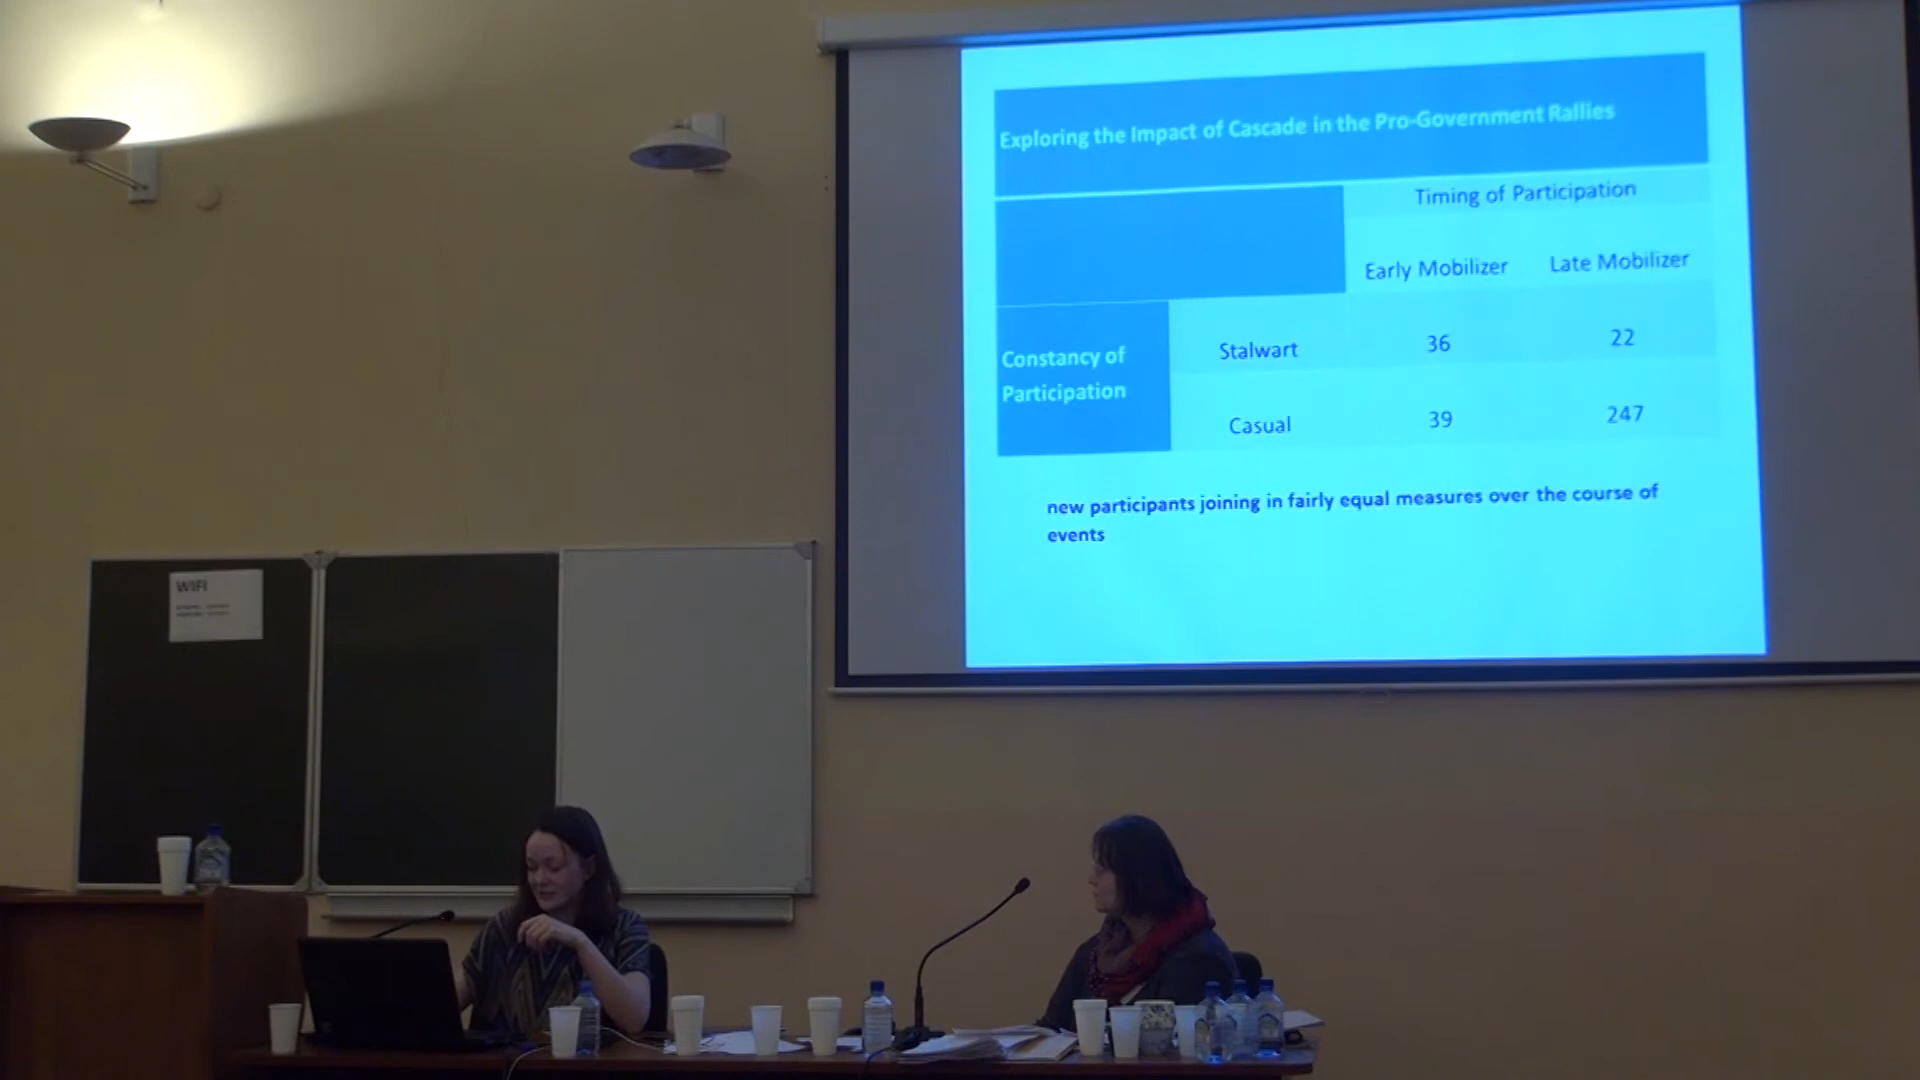 Exploring the Impact of Cascade in the Pro-Government Rallies
Timing of Participation
Early Mobilizer Late Mobilizer
Constancy of
Participation
Stalwart 36 22
Casual 39 247
new participants joining in fairly equal measures over the course of
events
WIFI